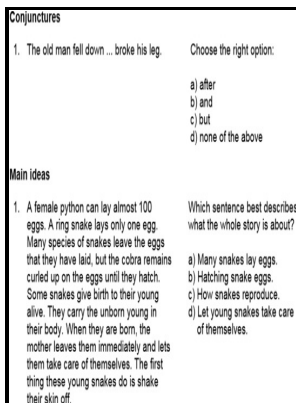 Conjunctures
1. The old man fell down ... broke his leg.
Choose the right option:
a) after
b) and
c) but
d) none of the above
Main ideas
1. A female python can lay almost 100
eggs. A ring snake lays only one egg.
Many species of snakes leave the eggs
that they have laid, but the cobra remains
curled up on the eggs until they hatch.
Some snakes give birth to their young
alive. They carry the unborn young in
their body. When they are born, the
mother leaves them immediately and lets
them take care of themselves. The first
thing these young snakes do is shake
their skin off.
Which sentence best describes
what the whole story is about?
a) Many snakes lay eggs.
b) Hatching snake eggs.
c) How snakes reproduce.
d) Let young snakes take care
of themselves.